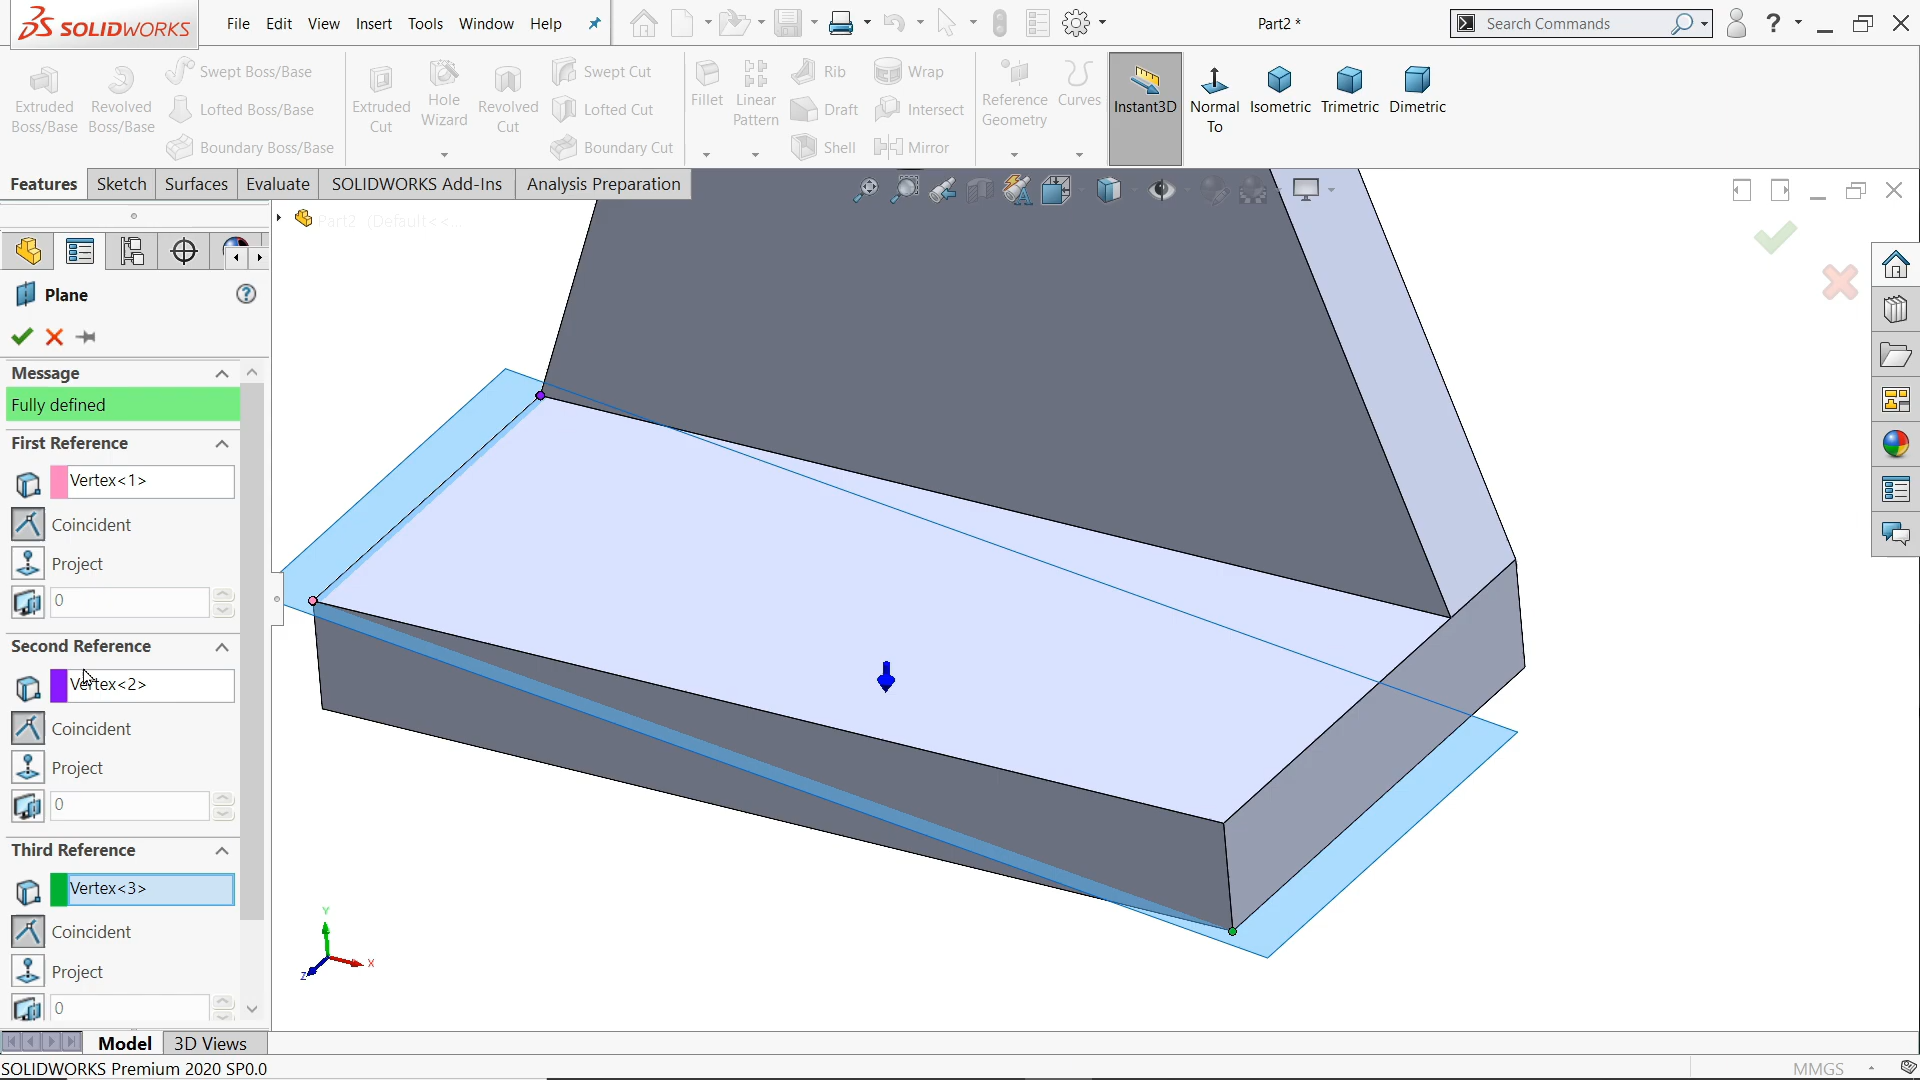 SOLIDWORKS
File Edit View Insert Tools Window Help
Part2 *
Search Commands
Extruded Boss/Base
Revolved Boss/Base
Swept Boss/Base
Lofted Boss/Base
Boundary Boss/Base
Extruded Cut
Hole Wizard
Revolved Cut
Swept Cut
Lofted Cut
Boundary Cut
Fillet
Linear Pattern
Rib
Draft
Shell
Wrap
Intersect
Mirror
Reference Geometry
Curves
Instant3D
Normal To
Isometric
Trimetric
Dimetric
Features Sketch Surfaces Evaluate SOLIDWORKS Add-Ins Analysis Preparation
Part2 (Default<<...
Plane
Message
Fully defined
First Reference
Vertex<1>
Coincident
Project
0
Second Reference
Vertex<2>
Coincident
Project
0
Third Reference
Vertex<3>
Coincident
Project
0
Y
X
Z
Model 3D Views
SOLIDWORKS Premium 2020 SP0.0
MMGS